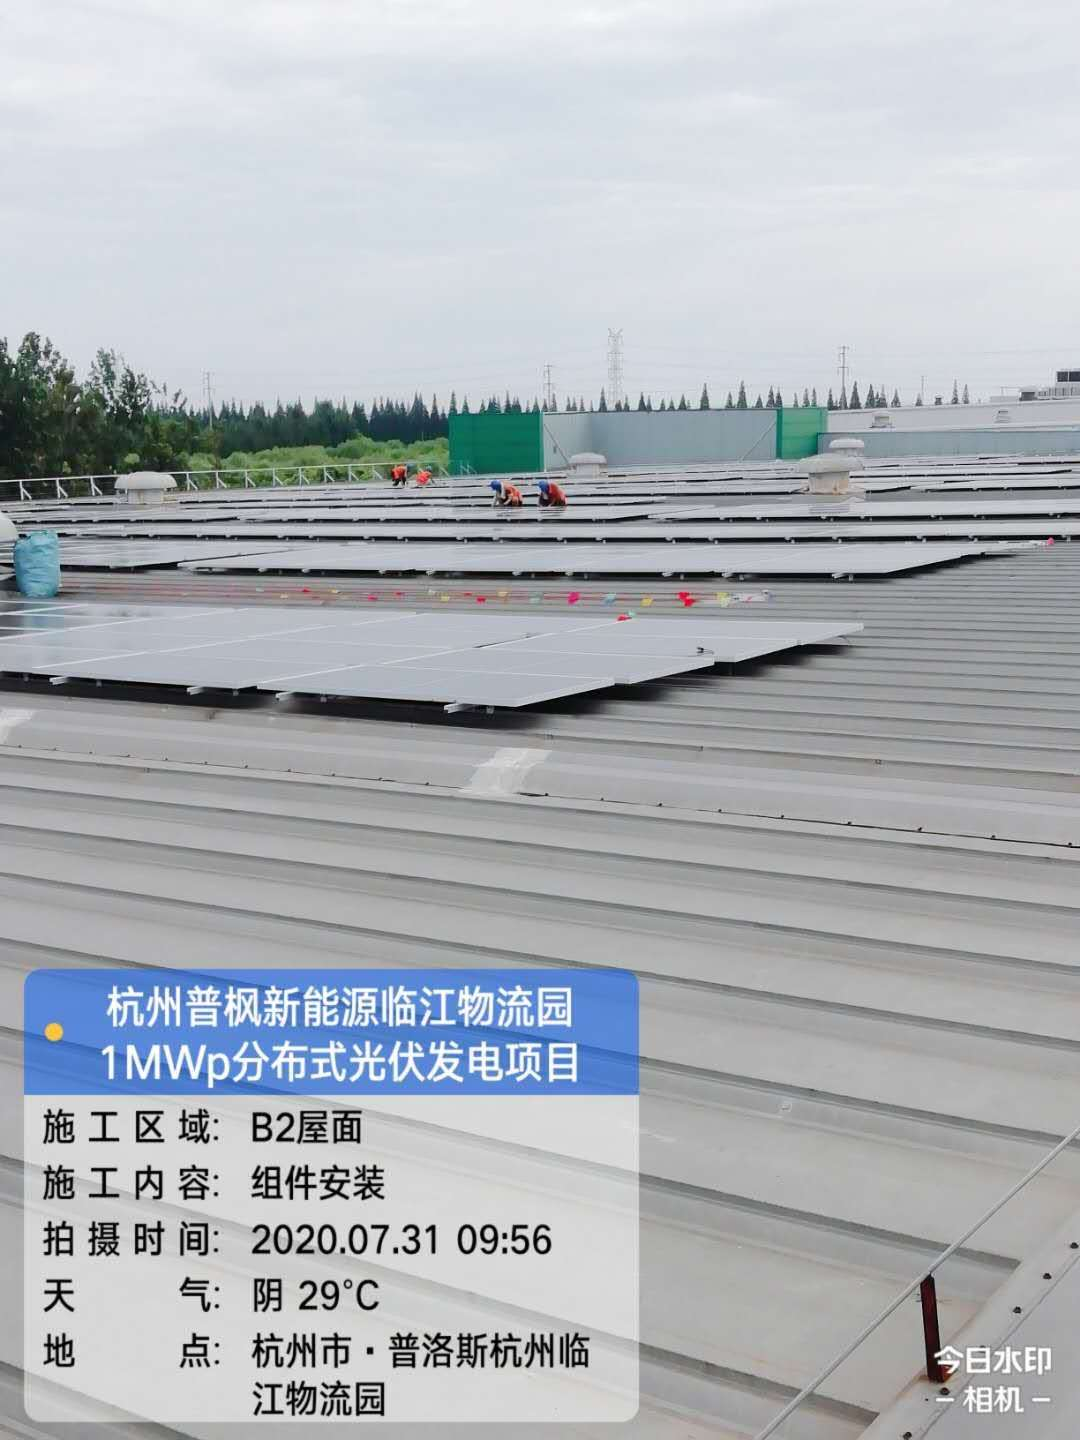 杭州普枫新能源临江物流园
1MWp分布式光伏发电项目
施工区域: B2屋面
施工内容: 组件安装
拍摄时间: 2020.07.31 09:56
天气: 阴 29°C
地点: 杭州市·普洛斯杭州临
江物流园
今日水印
-相机-